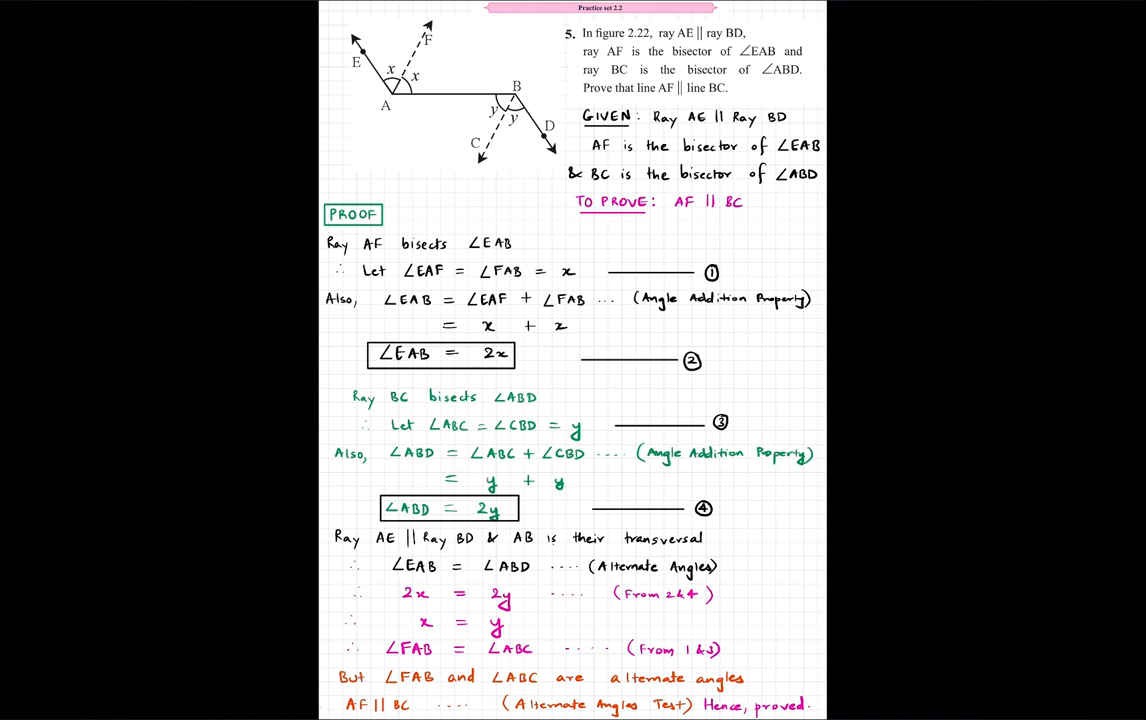 Practice set 2.2
5. In figure 2.22, ray AE || ray BD,
ray AF is the bisector of ∠EAB and
ray BC is the bisector of ∠ABD.
Prove that line AF || line BC.
F
E
x
x
A
B
y
y
D
C
GIVEN: Ray AE || Ray BD
AF is the bisector of ∠EAB
& BC is the bisector of ∠ABD
TO PROVE: AF || BC
PROOF
Ray AF bisects ∠EAB
∴ Let ∠EAF = ∠FAB = x ——— ①
Also, ∠EAB = ∠EAF + ∠FAB ... (Angle Addition Property)
= x + x
∠EAB = 2x ——— ②
Ray BC bisects ∠ABD
∴ Let ∠ABC = ∠CBD = y ——— ③
Also, ∠ABD = ∠ABC + ∠CBD .... (Angle Addition Property)
= y + y
∠ABD = 2y ——— ④
Ray AE || Ray BD & AB is their transversal
∴ ∠EAB = ∠ABD .... (Alternate Angles)
∴ 2x = 2y .... (From 2 & 4)
∴ x = y
∴ ∠FAB = ∠ABC .... (From 1 & 3)
But ∠FAB and ∠ABC are alternate angles
AF || BC .... (Alternate Angles Test) Hence, proved.